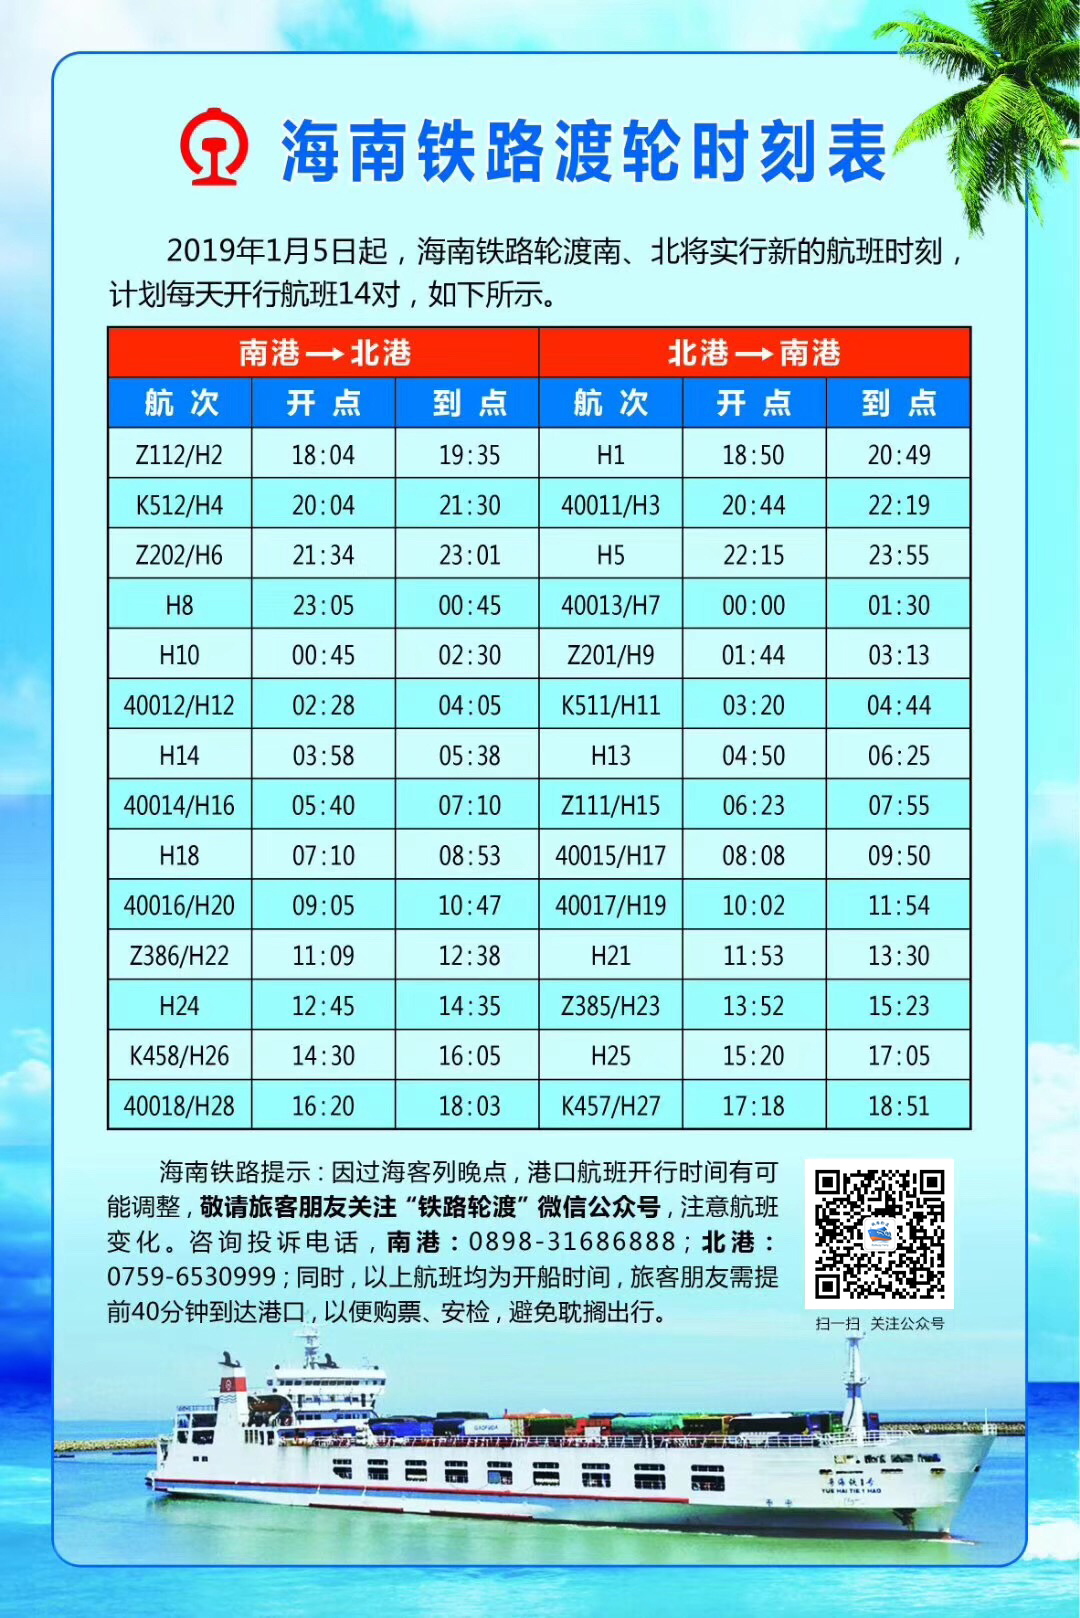 海南铁路渡轮时刻表
2019年1月5日起，海南铁路轮渡南、北将实行新的航班时刻，
计划每天开行航班14对，如下所示。
南港→北港 北港→南港
航次 开点 到点 航次 开点 到点
Z112/H2 18:04 19:35 H1 18:50 20:49
K512/H4 20:04 21:30 40011/H3 20:44 22:19
Z202/H6 21:34 23:01 H5 22:15 23:55
H8 23:05 00:45 40013/H7 00:00 01:30
H10 00:45 02:30 Z201/H9 01:44 03:13
40012/H12 02:28 04:05 K511/H11 03:20 04:44
H14 03:58 05:38 H13 04:50 06:25
40014/H16 05:40 07:10 Z111/H15 06:23 07:55
H18 07:10 08:53 40015/H17 08:08 09:50
40016/H20 09:05 10:47 40017/H19 10:02 11:54
Z386/H22 11:09 12:38 H21 11:53 13:30
H24 12:45 14:35 Z385/H23 13:52 15:23
K458/H26 14:30 16:05 H25 15:20 17:05
40018/H28 16:20 18:03 K457/H27 17:18 18:51
海南铁路提示：因过海客列晚点，港口航班开行时间有可
能调整，敬请旅客朋友关注“铁路轮渡”微信公众号，注意航班
变化。咨询投诉电话，南港：0898-31686888；北港：
0759-6530999；同时，以上航班均为开船时间，旅客朋友需提
前40分钟到达港口，以便购票、安检，避免耽搁出行。
扫一扫 关注公众号
粤海铁1号
YUE HAI TIE 1 HAO